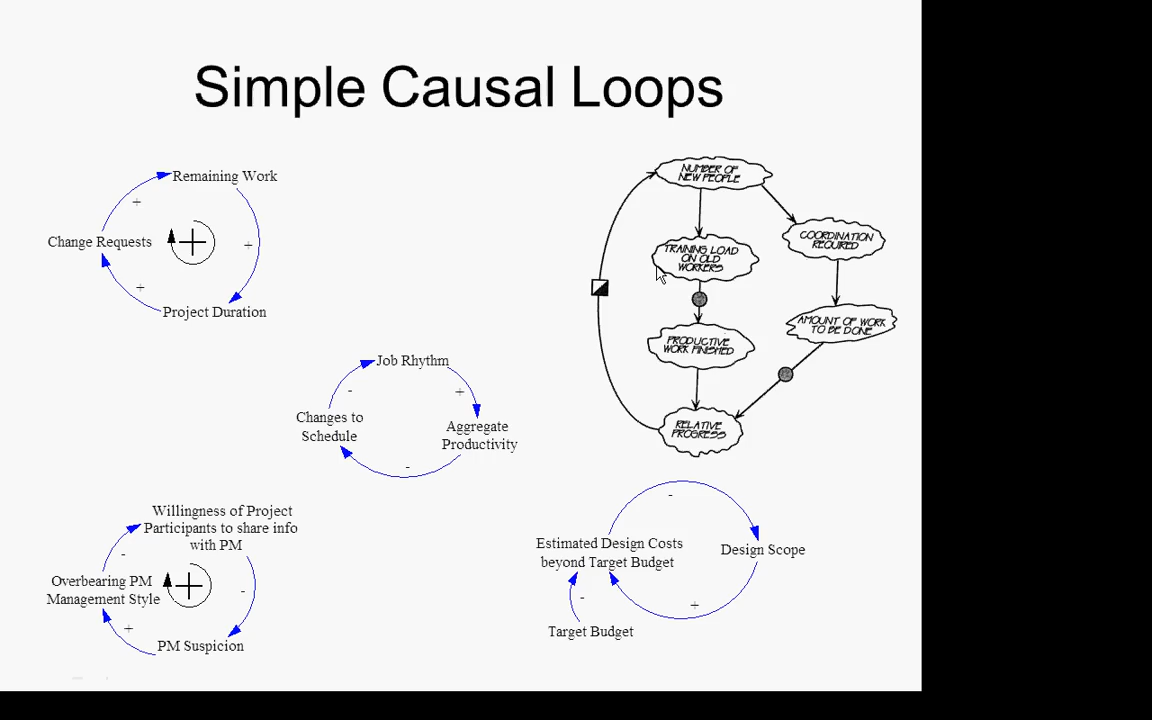 Simple Causal Loops
Remaining Work
+
Change Requests
+
+
+
Project Duration
NUMBER OF
NEW PEOPLE
TRAINING LOAD
ON OLD
WORKERS
COORDINATION
REQUIRED
PRODUCTIVE
WORK FINISHED
AMOUNT OF WORK
TO BE DONE
RELATIVE
PROGRESS
Job Rhythm
-
+
Changes to
Schedule
Aggregate
Productivity
-
Willingness of Project
Participants to share info
with PM
-
Overbearing PM
Management Style
+
-
+
PM Suspicion
-
Estimated Design Costs
beyond Target Budget
Design Scope
-
+
Target Budget